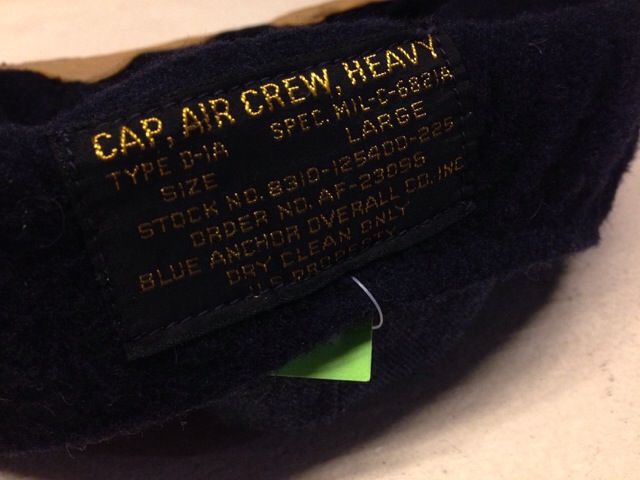 CAP, AIR CREW, HEAVY
TYPE D-1A SPEC. MIL-C-6821A
SIZE LARGE
STOCK NO. 8310-125400-225
ORDER NO. AF-23096
BLUE ANCHOR OVERALL CO. INC
DRY CLEAN ONLY
U.S. PROPERTY